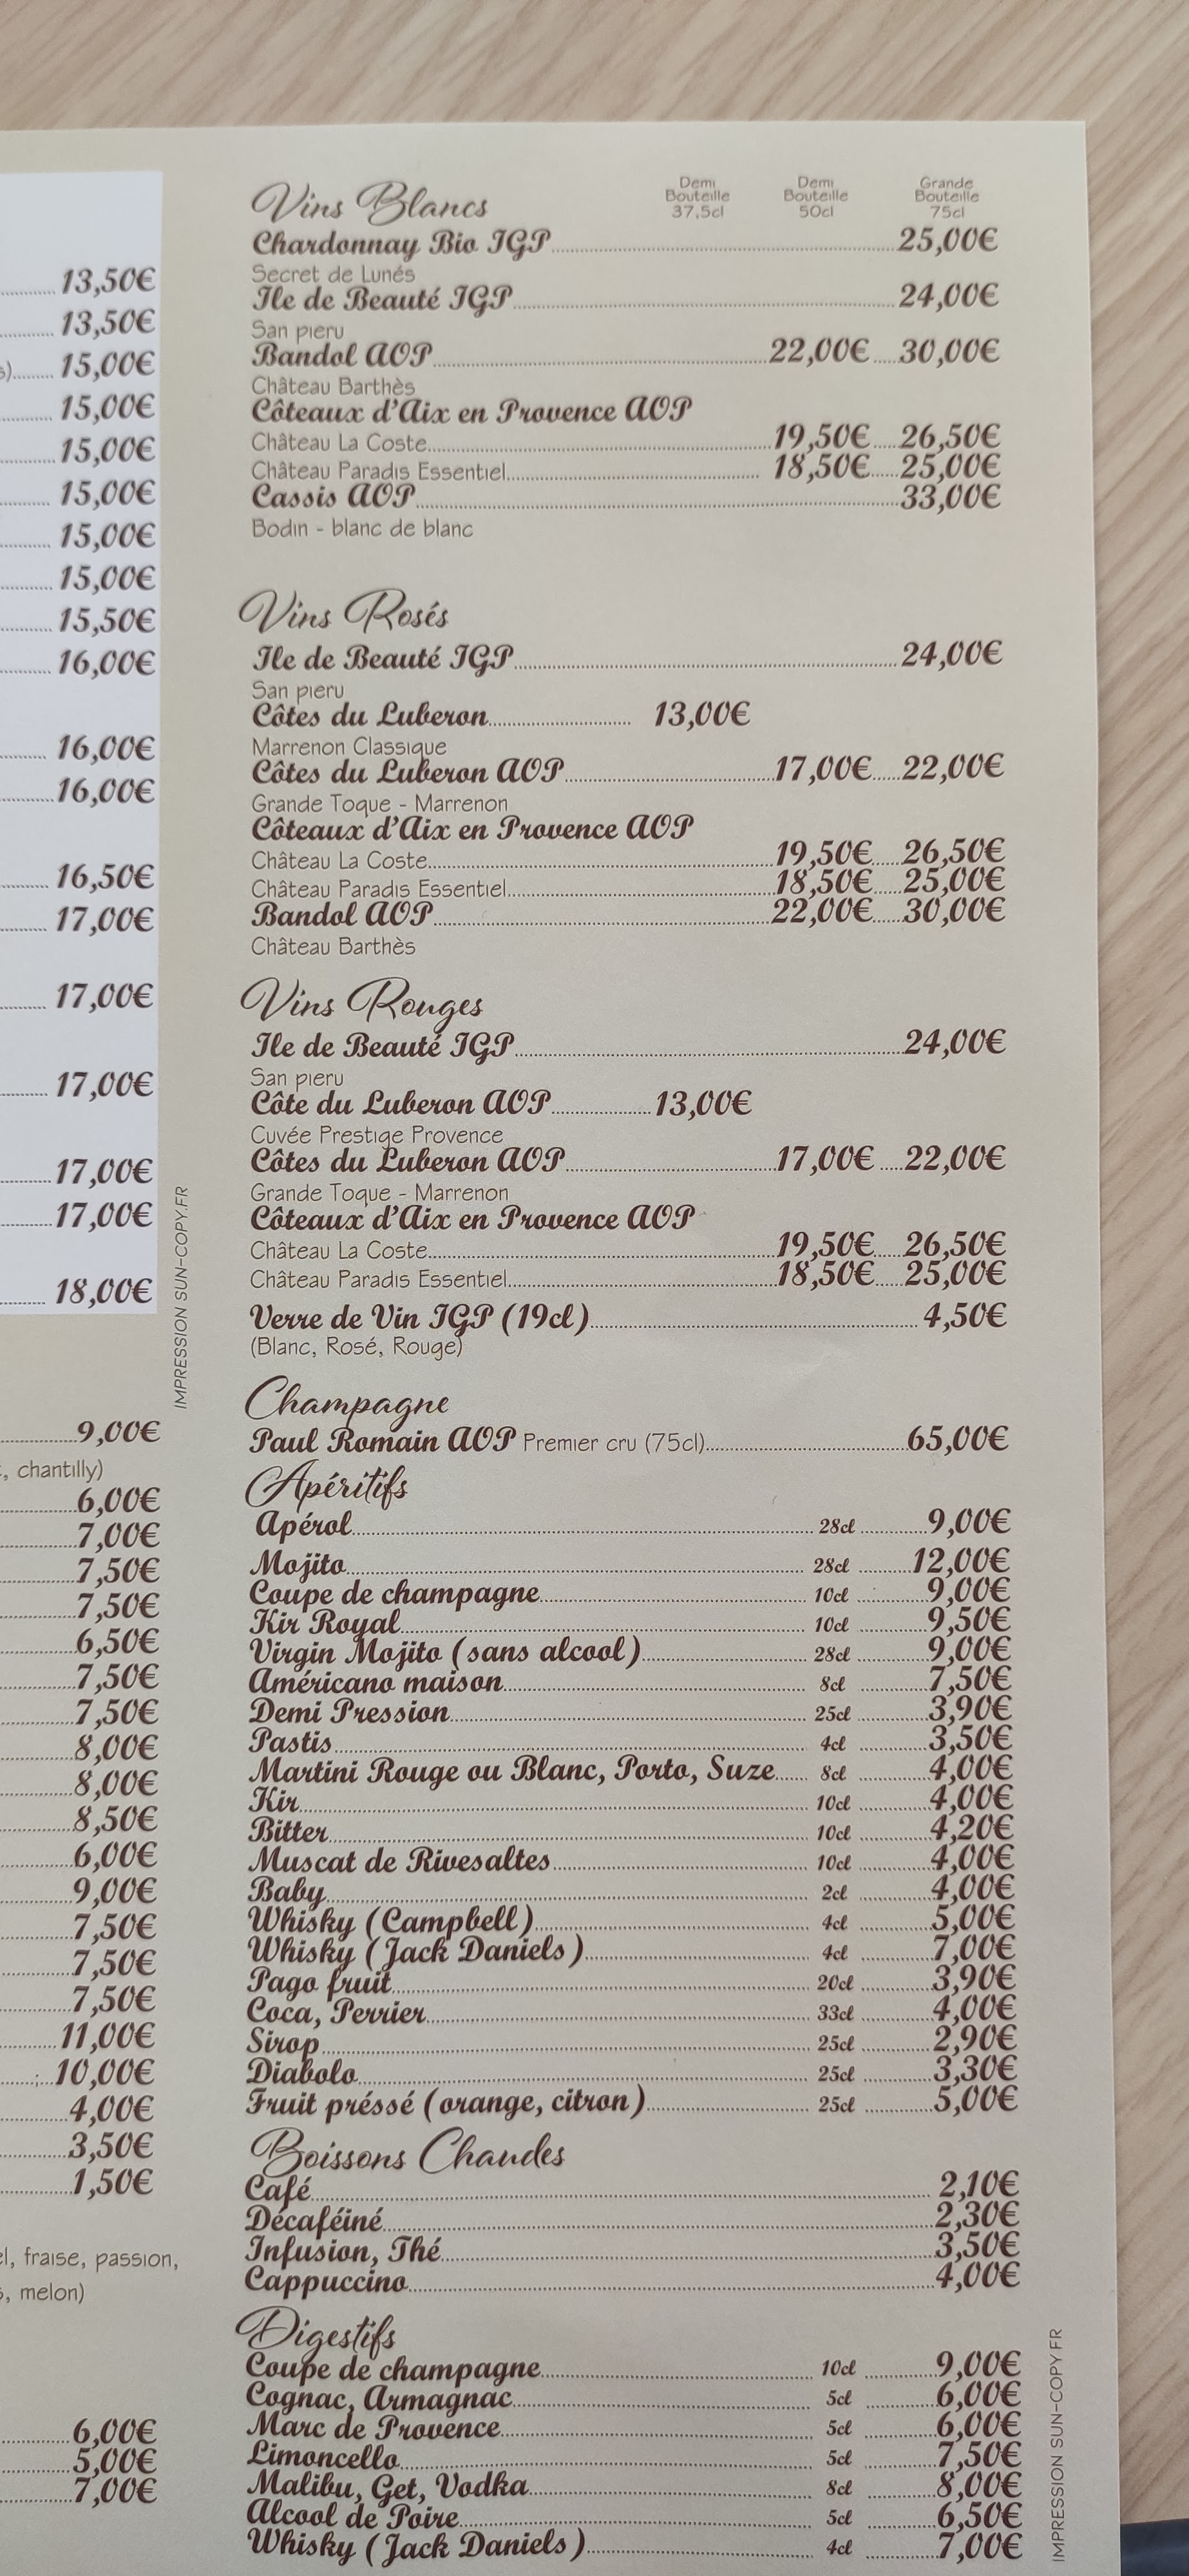 13,50€
13,50€
s) 15,00€
15,00€
15,00€
15,00€
15,00€
15,00€
15,50€
16,00€
16,00€
16,00€
16,50€
17,00€
17,00€
17,00€
17,00€
17,00€
18,00€
IMPRESSION SUN-COPY.FR
9,00€
, chantilly)
6,00€
7,00€
7,50€
7,50€
6,50€
7,50€
7,50€
8,00€
8,00€
8,50€
6,00€
9,00€
7,50€
7,50€
7,50€
11,00€
10,00€
4,00€
3,50€
1,50€
el, fraise, passion,
s, melon)
6,00€
5,00€
7,00€
Vins Blancs
Demi Bouteille 37,5cl
Demi Bouteille 50cl
Grande Bouteille 75cl
Chardonnay Bio IGP 25,00€
Secret de Lunés
Ile de Beauté IGP 24,00€
San pieru
Bandol AOP 22,00€ 30,00€
Château Barthès
Côteaux d'Aix en Provence AOP
Château La Coste 19,50€ 26,50€
Château Paradis Essentiel 18,50€ 25,00€
Cassis AOP 33,00€
Bodin - blanc de blanc
Vins Rosés
Ile de Beauté IGP 24,00€
San pieru
Côtes du Luberon 13,00€
Marrenon Classique
Côtes du Luberon AOP 17,00€ 22,00€
Grande Toque - Marrenon
Côteaux d'Aix en Provence AOP
Château La Coste 19,50€ 26,50€
Château Paradis Essentiel 18,50€ 25,00€
Bandol AOP 22,00€ 30,00€
Château Barthès
Vins Rouges
Ile de Beauté IGP 24,00€
San pieru
Côte du Luberon AOP 13,00€
Cuvée Prestige Provence
Côtes du Luberon AOP 17,00€ 22,00€
Grande Toque - Marrenon
Côteaux d'Aix en Provence AOP
Château La Coste 19,50€ 26,50€
Château Paradis Essentiel 18,50€ 25,00€
Verre de Vin IGP (19cl) 4,50€
(Blanc, Rosé, Rouge)
Champagne
Paul Romain AOP Premier cru (75cl) 65,00€
Apéritifs
Apérol 28cl 9,00€
Mojito 28cl 12,00€
Coupe de champagne 10cl 9,00€
Kir Royal 10cl 9,50€
Virgin Mojito (sans alcool) 28cl 9,00€
Américano maison 8cl 7,50€
Demi Pression 25cl 3,90€
Pastis 4cl 3,50€
Martini Rouge ou Blanc, Porto, Suze 8cl 4,00€
Kir 10cl 4,00€
Bitter 10cl 4,20€
Muscat de Rivesaltes 10cl 4,00€
Baby 2cl 4,00€
Whisky (Campbell) 4cl 5,00€
Whisky (Jack Daniels) 4cl 7,00€
Pago fruit 20cl 3,90€
Coca, Perrier 33cl 4,00€
Sirop 25cl 2,90€
Diabolo 25cl 3,30€
Fruit préssé (orange, citron) 25cl 5,00€
Boissons Chaudes
Café 2,10€
Décaféiné 2,30€
Infusion, Thé 3,50€
Cappuccino 4,00€
Digestifs
Coupe de champagne 10cl 9,00€
Cognac, Armagnac 5cl 6,00€
Marc de Provence 5cl 6,00€
Limoncello 5cl 7,50€
Malibu, Get, Vodka 8cl 8,00€
Alcool de Poire 5cl 6,50€
Whisky (Jack Daniels) 4cl 7,00€
IMPRESSION SUN-COPY FR